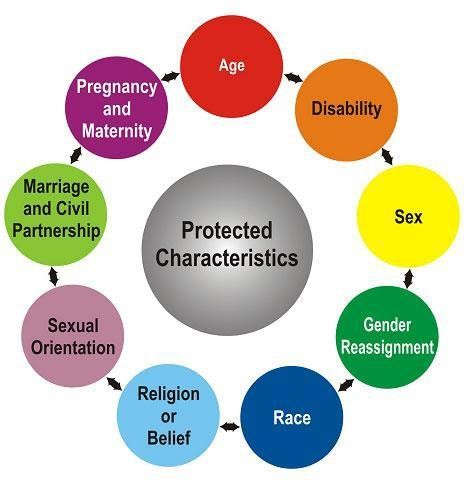 Age
Disability
Sex
Gender
Reassignment
Race
Religion
or
Belief
Sexual
Orientation
Marriage
and Civil
Partnership
Pregnancy
and
Maternity
Protected
Characteristics